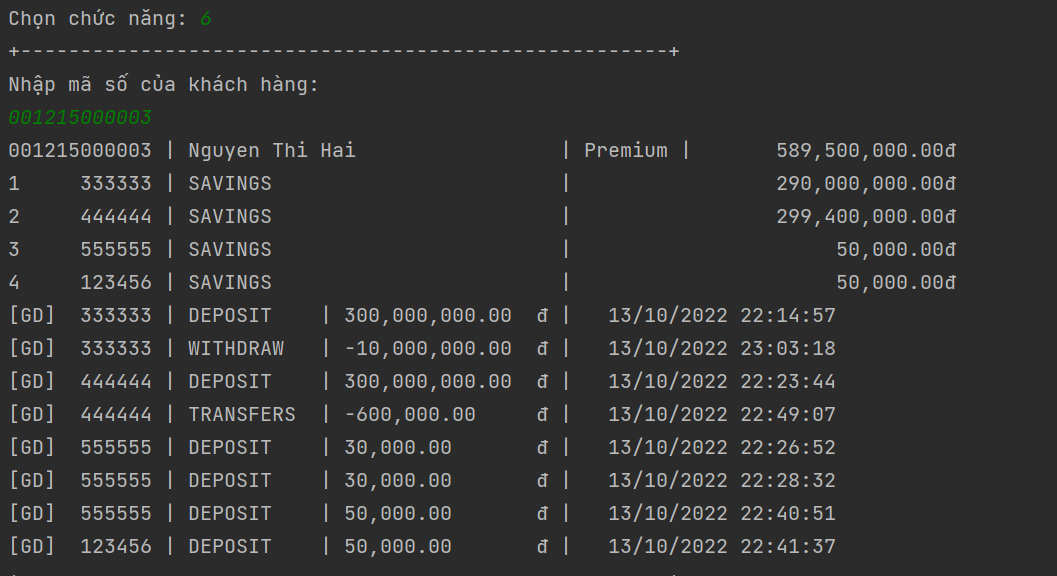 Chọn chức năng: 6
+------------------------------------------------------+
Nhập mã số của khách hàng:
001215000003
001215000003 | Nguyen Thi Hai                 | Premium |       589,500,000.00đ
1     333333 | SAVINGS                        |                 290,000,000.00đ
2     444444 | SAVINGS                        |                 299,400,000.00đ
3     555555 | SAVINGS                        |                      50,000.00đ
4     123456 | SAVINGS                        |                      50,000.00đ
[GD]  333333 | DEPOSIT    | 300,000,000.00  đ |   13/10/2022 22:14:57
[GD]  333333 | WITHDRAW   | -10,000,000.00  đ |   13/10/2022 23:03:18
[GD]  444444 | DEPOSIT    | 300,000,000.00  đ |   13/10/2022 22:23:44
[GD]  444444 | TRANSFERS  | -600,000.00     đ |   13/10/2022 22:49:07
[GD]  555555 | DEPOSIT    | 30,000.00       đ |   13/10/2022 22:26:52
[GD]  555555 | DEPOSIT    | 30,000.00       đ |   13/10/2022 22:28:32
[GD]  555555 | DEPOSIT    | 50,000.00       đ |   13/10/2022 22:40:51
[GD]  123456 | DEPOSIT    | 50,000.00       đ |   13/10/2022 22:41:37